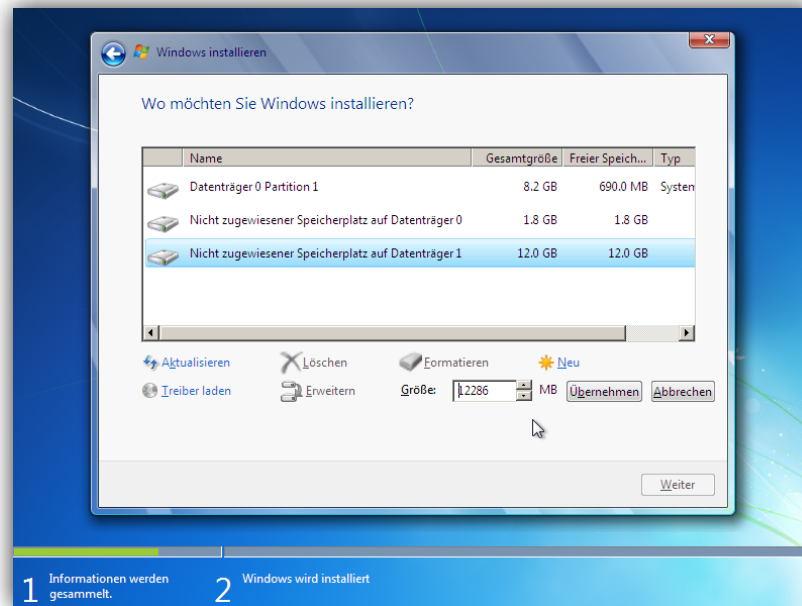 Windows installieren
Wo möchten Sie Windows installieren?
Name Gesamtgröße Freier Speich... Typ
Datenträger 0 Partition 1 8.2 GB 690.0 MB System
Nicht zugewiesener Speicherplatz auf Datenträger 0 1.8 GB 1.8 GB
Nicht zugewiesener Speicherplatz auf Datenträger 1 12.0 GB 12.0 GB
Aktualisieren Löschen Formatieren Neu
Treiber laden Erweitern Größe: 12286 MB Übernehmen Abbrechen
Weiter
1 Informationen werden gesammelt. 2 Windows wird installiert